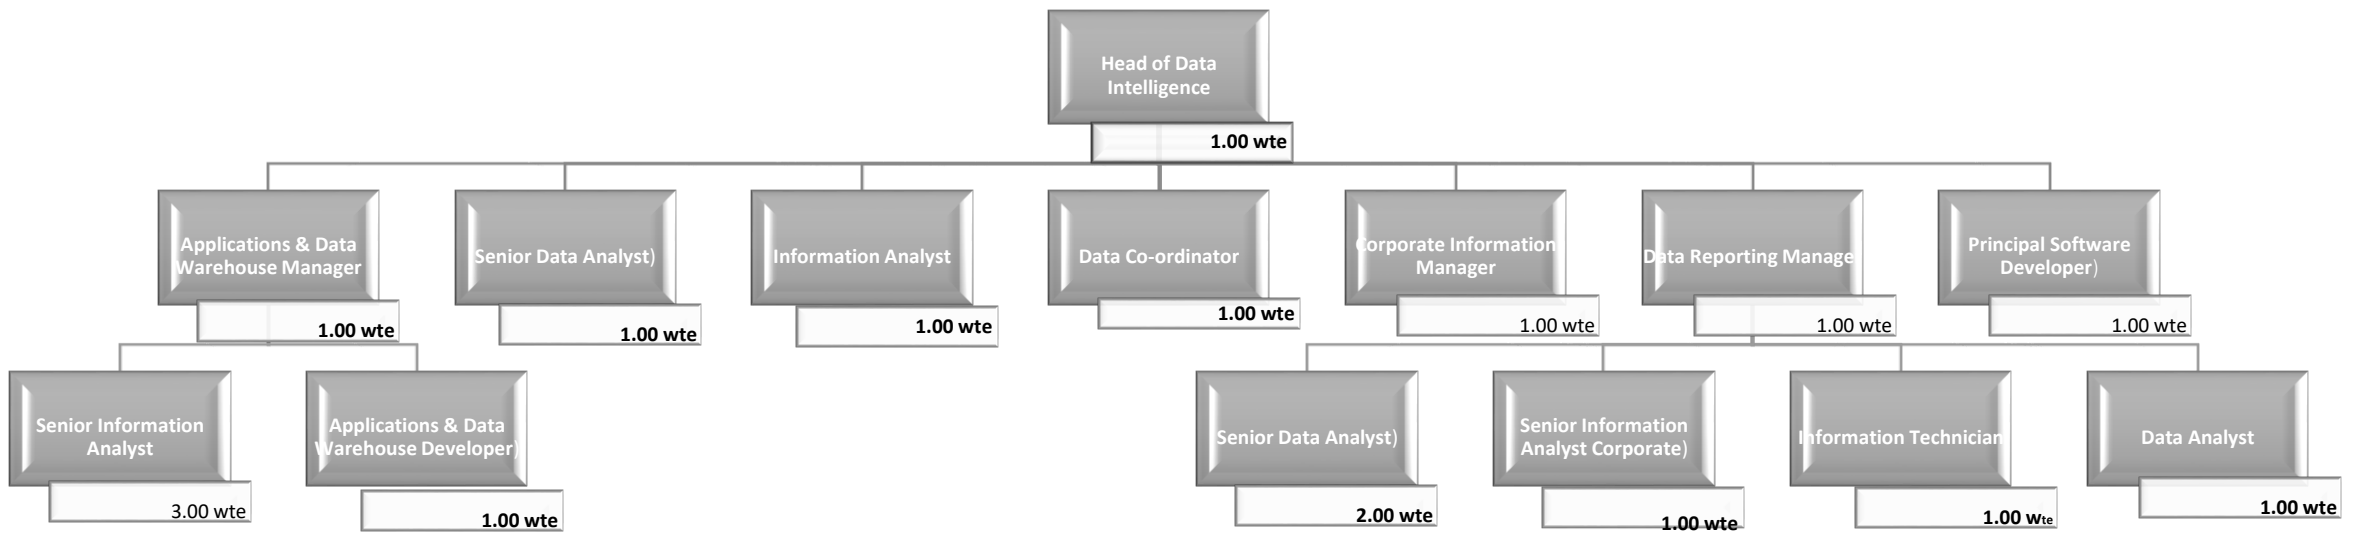 Head of Data
Intelligence
1.00 wte
Applications & Data
Warehouse Manager
1.00 wte
Senior Data Analyst)
1.00 wte
Information Analyst
1.00 wte
Data Co-ordinator
1.00 wte
Corporate Information
Manager
1.00 wte
Data Reporting Manage
1.00 wte
Principal Software
Developer)
1.00 wte
Senior Information
Analyst
3.00 wte
Applications & Data
Warehouse Developer)
1.00 wte
Senior Data Analyst)
2.00 wte
Senior Information
Analyst Corporate)
1.00 wte
Information Technician
1.00 wte
Data Analyst
1.00 wte